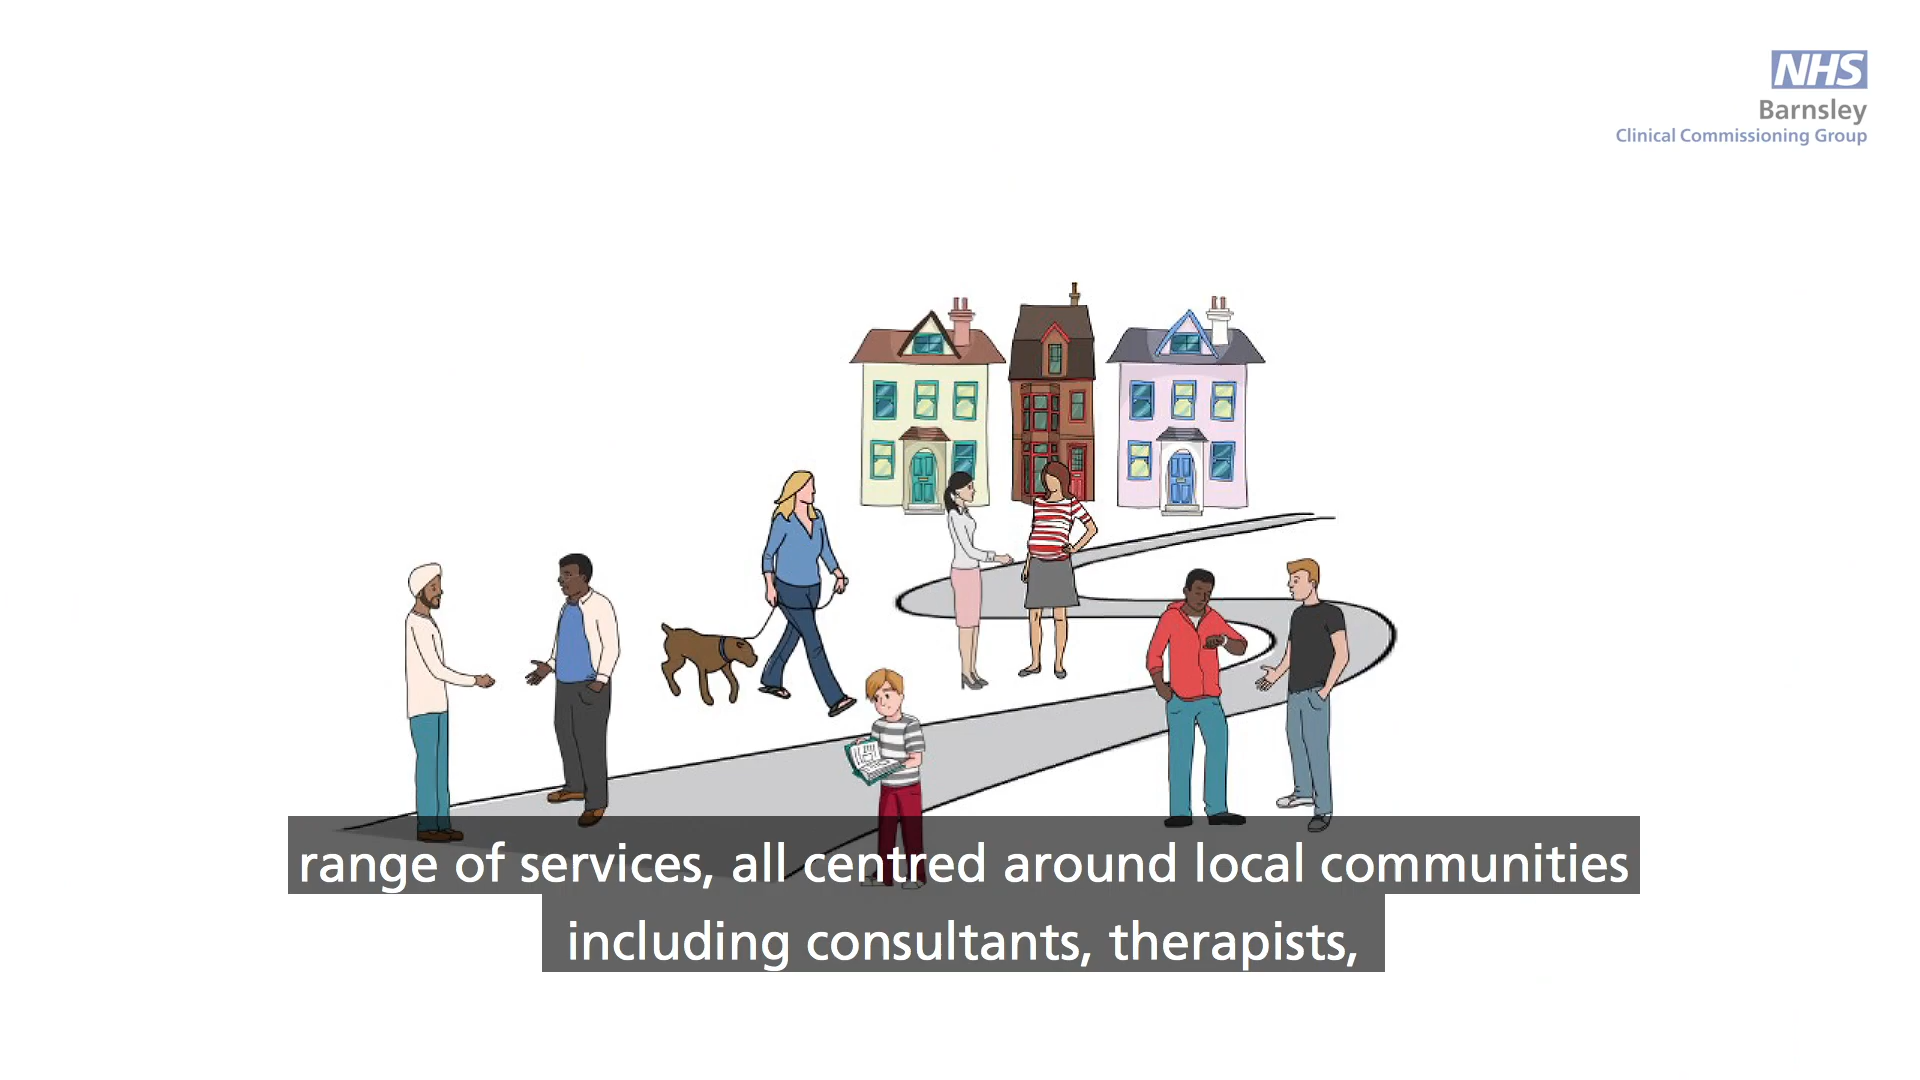 NHS
Barnsley
Clinical Commissioning Group
range of services, all centred around local communities
including consultants, therapists,